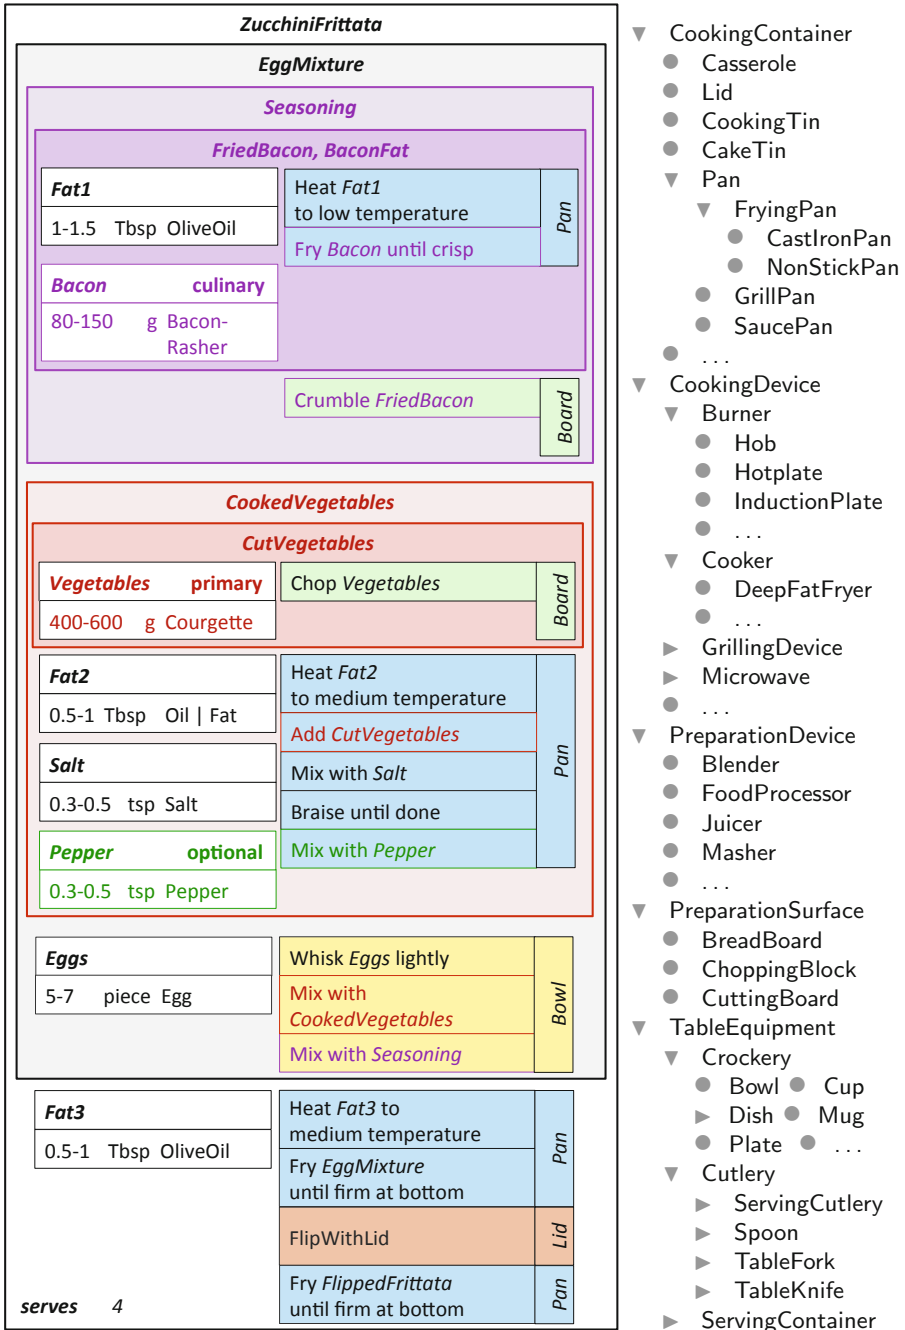 ZucchiniFrittata
EggMixture
Seasoning
FriedBacon, BaconFat
Fat1
1-1.5 Tbsp OliveOil
Heat Fat1
to low temperature
Fry Bacon until crisp
Pan
Bacon culinary
80-150 g Bacon-
Rasher
Crumble FriedBacon
Board
CookedVegetables
CutVegetables
Vegetables primary
400-600 g Courgette
Chop Vegetables
Board
Fat2
0.5-1 Tbsp Oil | Fat
Salt
0.3-0.5 tsp Salt
Pepper optional
0.3-0.5 tsp Pepper
Heat Fat2
to medium temperature
Add CutVegetables
Mix with Salt
Braise until done
Mix with Pepper
Pan
Eggs
5-7 piece Egg
Whisk Eggs lightly
Mix with
CookedVegetables
Mix with Seasoning
Bowl
Fat3
0.5-1 Tbsp OliveOil
Heat Fat3 to
medium temperature
Fry EggMixture
until firm at bottom
Pan
FlipWithLid
Lid
Fry FlippedFrittata
until firm at bottom
Pan
serves 4
CookingContainer
Casserole
Lid
CookingTin
CakeTin
Pan
FryingPan
CastIronPan
NonStickPan
GrillPan
SaucePan
...
CookingDevice
Burner
Hob
Hotplate
InductionPlate
...
Cooker
DeepFatFryer
...
GrillingDevice
Microwave
...
PreparationDevice
Blender
FoodProcessor
Juicer
Masher
...
PreparationSurface
BreadBoard
ChoppingBlock
CuttingBoard
TableEquipment
Crockery
Bowl Cup
Dish Mug
Plate ...
Cutlery
ServingCutlery
Spoon
TableFork
TableKnife
ServingContainer